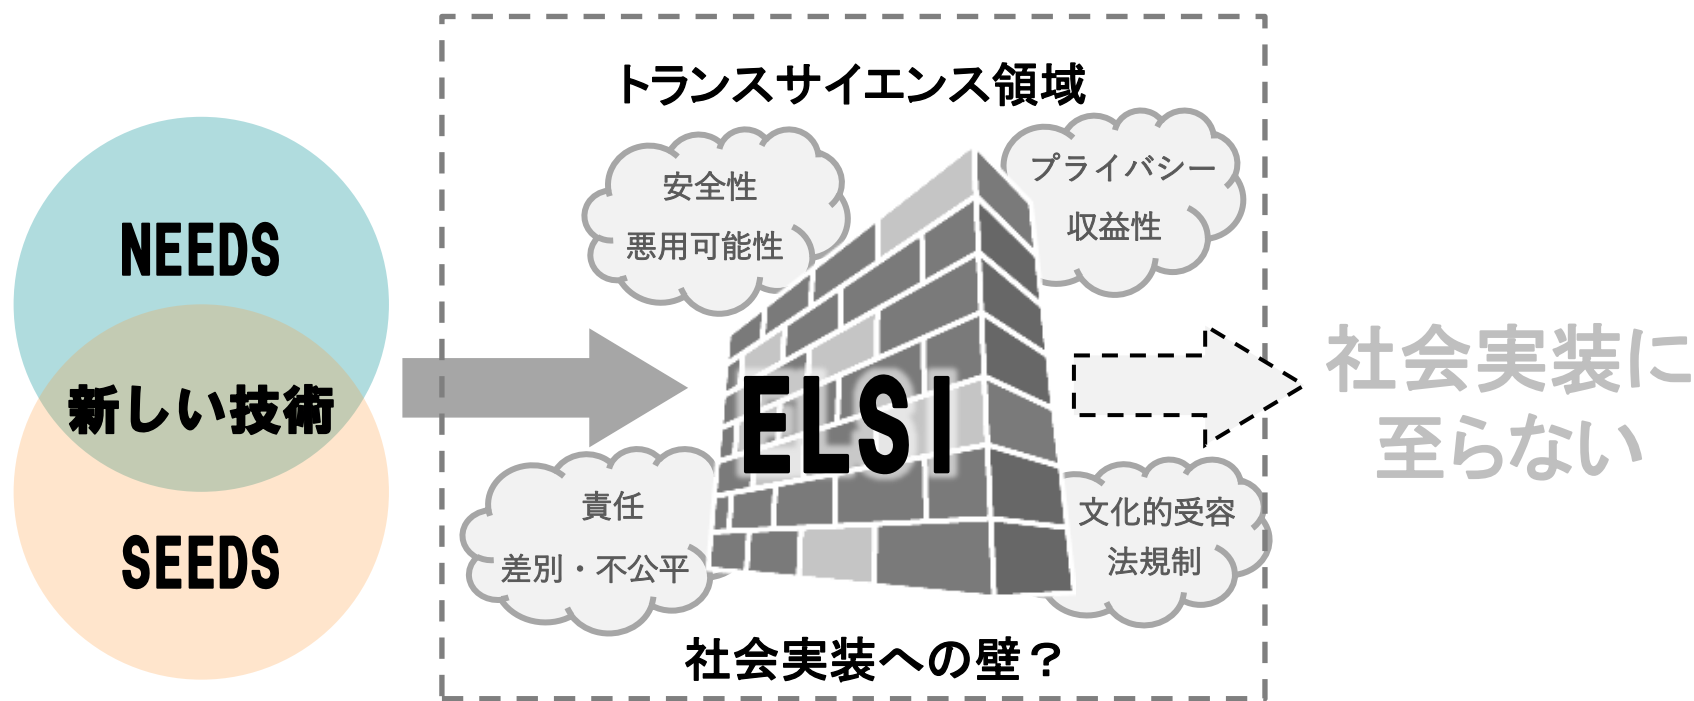 NEEDS
新しい技術
SEEDS
トランスサイエンス領域
安全性
悪用可能性
プライバシー
収益性
ELSI
責任
差別・不公平
文化的受容
法規制
社会実装への壁？
社会実装に
至らない